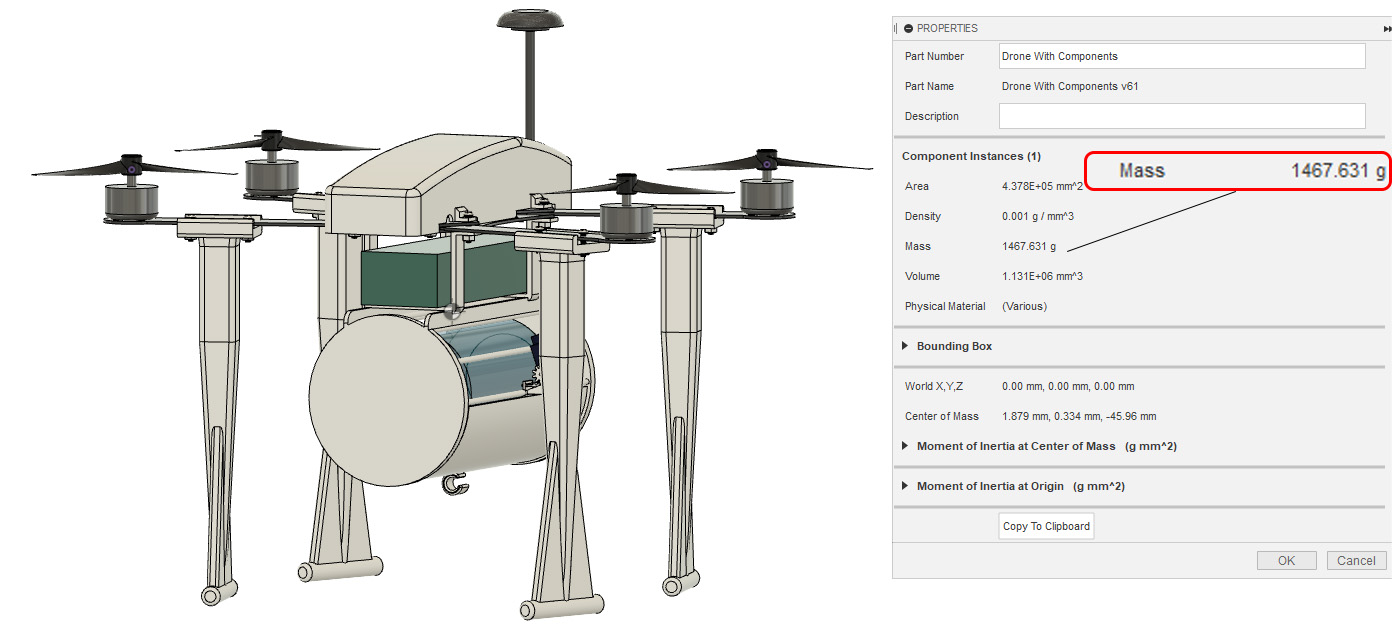 PROPERTIES
Part Number Drone With Components
Part Name Drone With Components v61
Description
Component Instances (1)
Mass 1467.631 g
Area 4.378E+05 mm^2
Density 0.001 g / mm^3
Mass 1467.631 g
Volume 1.131E+06 mm^3
Physical Material (Various)
Bounding Box
World X,Y,Z 0.00 mm, 0.00 mm, 0.00 mm
Center of Mass 1.879 mm, 0.334 mm, -45.96 mm
Moment of Inertia at Center of Mass (g mm^2)
Moment of Inertia at Origin (g mm^2)
Copy To Clipboard
OK Cancel